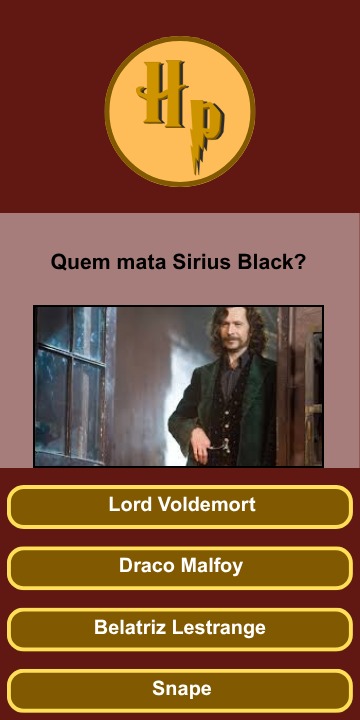 HP
Quem mata Sirius Black?
Lord Voldemort
Draco Malfoy
Belatriz Lestrange
Snape